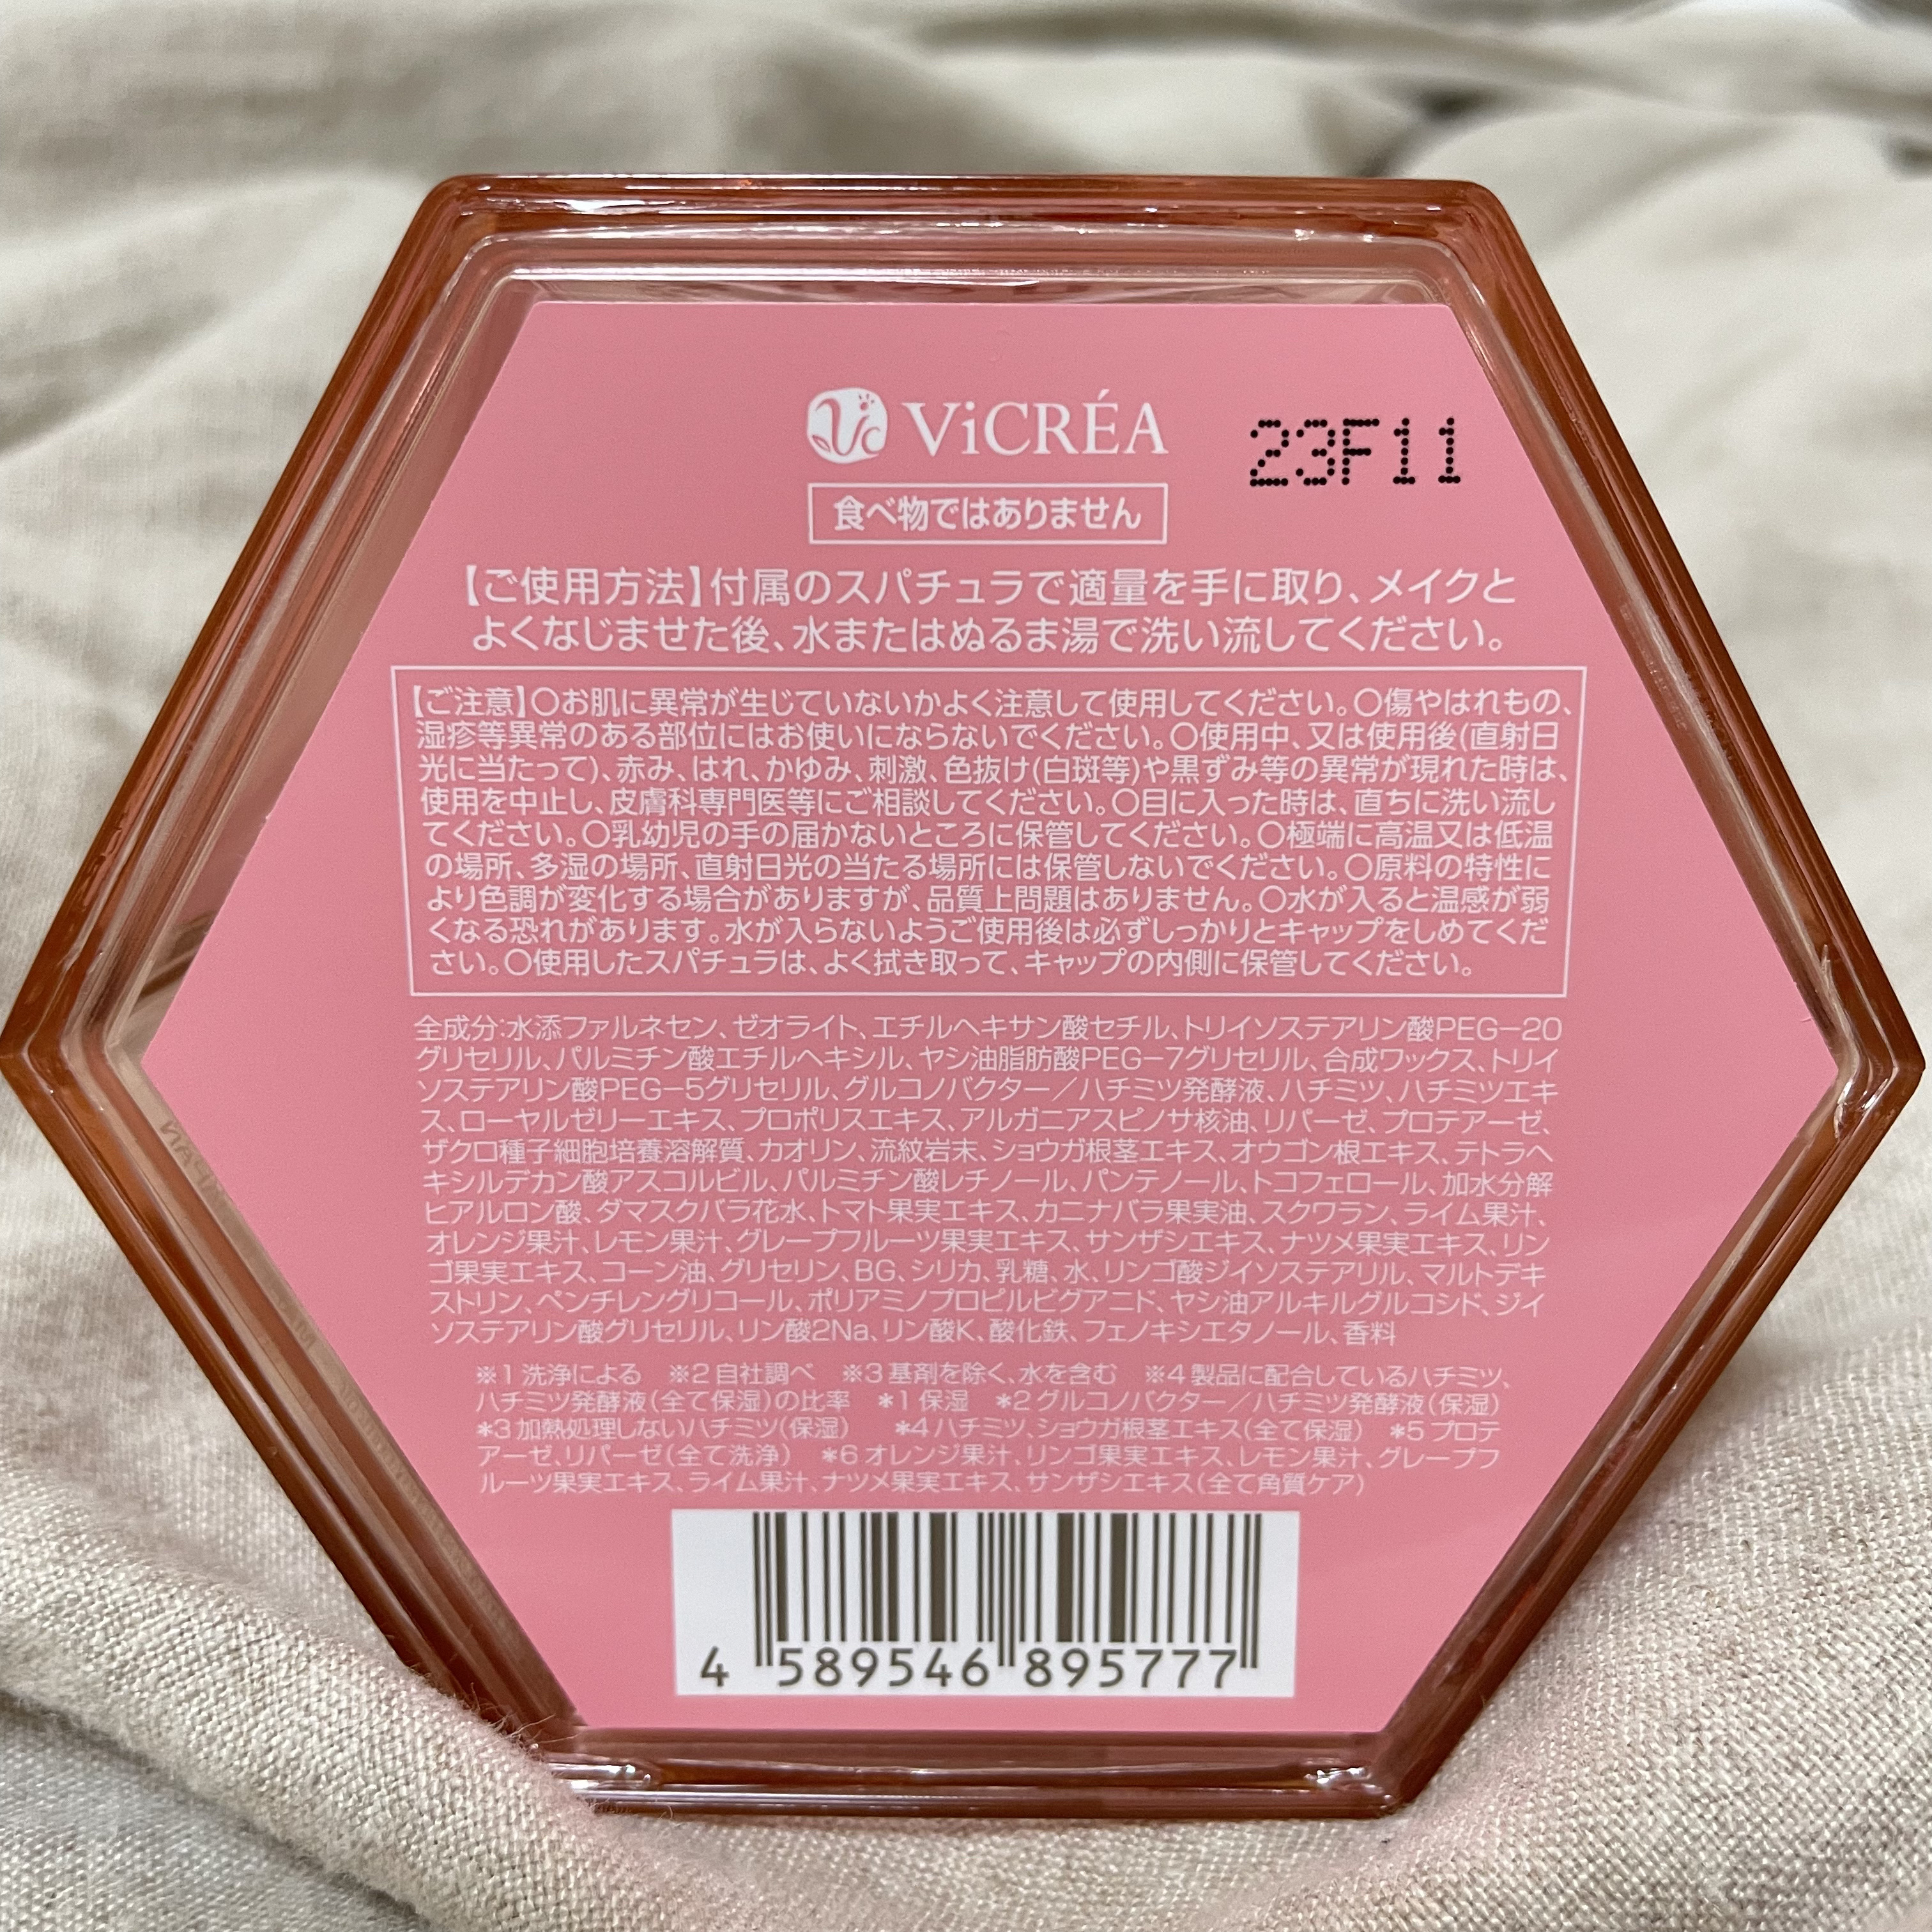 ViCRÉA
23F11
食べ物ではありません
【ご使用方法】付属のスパチュラで適量を手に取り、メイクと
よくなじませた後、水またはぬるま湯で洗い流してください。
【ご注意】〇お肌に異常が生じていないかよく注意して使用してください。〇傷やはれもの、
湿疹等異常のある部位にはお使いにならないでください。〇使用中、又は使用後(直射日
光に当たって)、赤み、はれ、かゆみ、刺激、色抜け(白斑等)や黒ずみ等の異常が現れた時は、
使用を中止し、皮膚科専門医等にご相談してください。〇目に入った時は、直ちに洗い流し
てください。〇乳幼児の手の届かないところに保管してください。〇極端に高温又は低温
の場所、多湿の場所、直射日光の当たる場所には保管しないでください。〇原料の特性に
より色調が変化する場合がありますが、品質上問題はありません。〇水が入ると温感が弱
くなる恐れがあります。水が入らないようご使用後は必ずしっかりとキャップをしめてくだ
さい。〇使用したスパチュラは、よく拭き取って、キャップの内側に保管してください。
全成分:水添ファルネセン、ゼオライト、エチルヘキサン酸セチル、トリイソステアリン酸PEG−20
グリセリル、パルミチン酸エチルヘキシル、ヤシ油脂肪酸PEG−7グリセリル、合成ワックス、トリイ
ソステアリン酸PEG−5グリセリル、グルコノバクター／ハチミツ発酵液、ハチミツ、ハチミツエキ
ス、ローヤルゼリーエキス、プロポリスエキス、アルガニアスピノサ核油、リパーゼ、プロテアーゼ、
ザクロ種子細胞培養溶解質、カオリン、流紋岩末、ショウガ根茎エキス、オウゴン根エキス、テトラヘ
キシルデカン酸アスコルビル、パルミチン酸レチノール、パンテノール、トコフェロール、加水分解
ヒアルロン酸、ダマスクバラ花水、トマト果実エキス、カニナバラ果実油、スクワラン、ライム果汁、
オレンジ果汁、レモン果汁、グレープフルーツ果実エキス、サンザシエキス、ナツメ果実エキス、リン
ゴ果実エキス、コーン油、グリセリン、BG、シリカ、乳糖、水、リンゴ酸ジイソステアリル、マルトデキ
ストリン、ペンチレングリコール、ポリアミノプロピルビグアニド、ヤシ油アルキルグルコシド、ジイ
ソステアリン酸グリセリル、リン酸2Na、リン酸K、酸化鉄、フェノキシエタノール、香料
※1 洗浄による ※2 自社調べ ※3 基剤を除く、水を含む ※4 製品に配合しているハチミツ、
ハチミツ発酵液(全て保湿)の比率 *1 保湿 *2 グルコノバクター／ハチミツ発酵液(保湿)
*3 加熱処理しないハチミツ(保湿) *4 ハチミツ、ショウガ根茎エキス(全て保湿) *5 プロテ
アーゼ、リパーゼ(全て洗浄) *6 オレンジ果汁、リンゴ果実エキス、レモン果汁、グレープフ
ルーツ果実エキス、ライム果汁、ナツメ果実エキス、サンザシエキス(全て角質ケア)
4 589546 895777